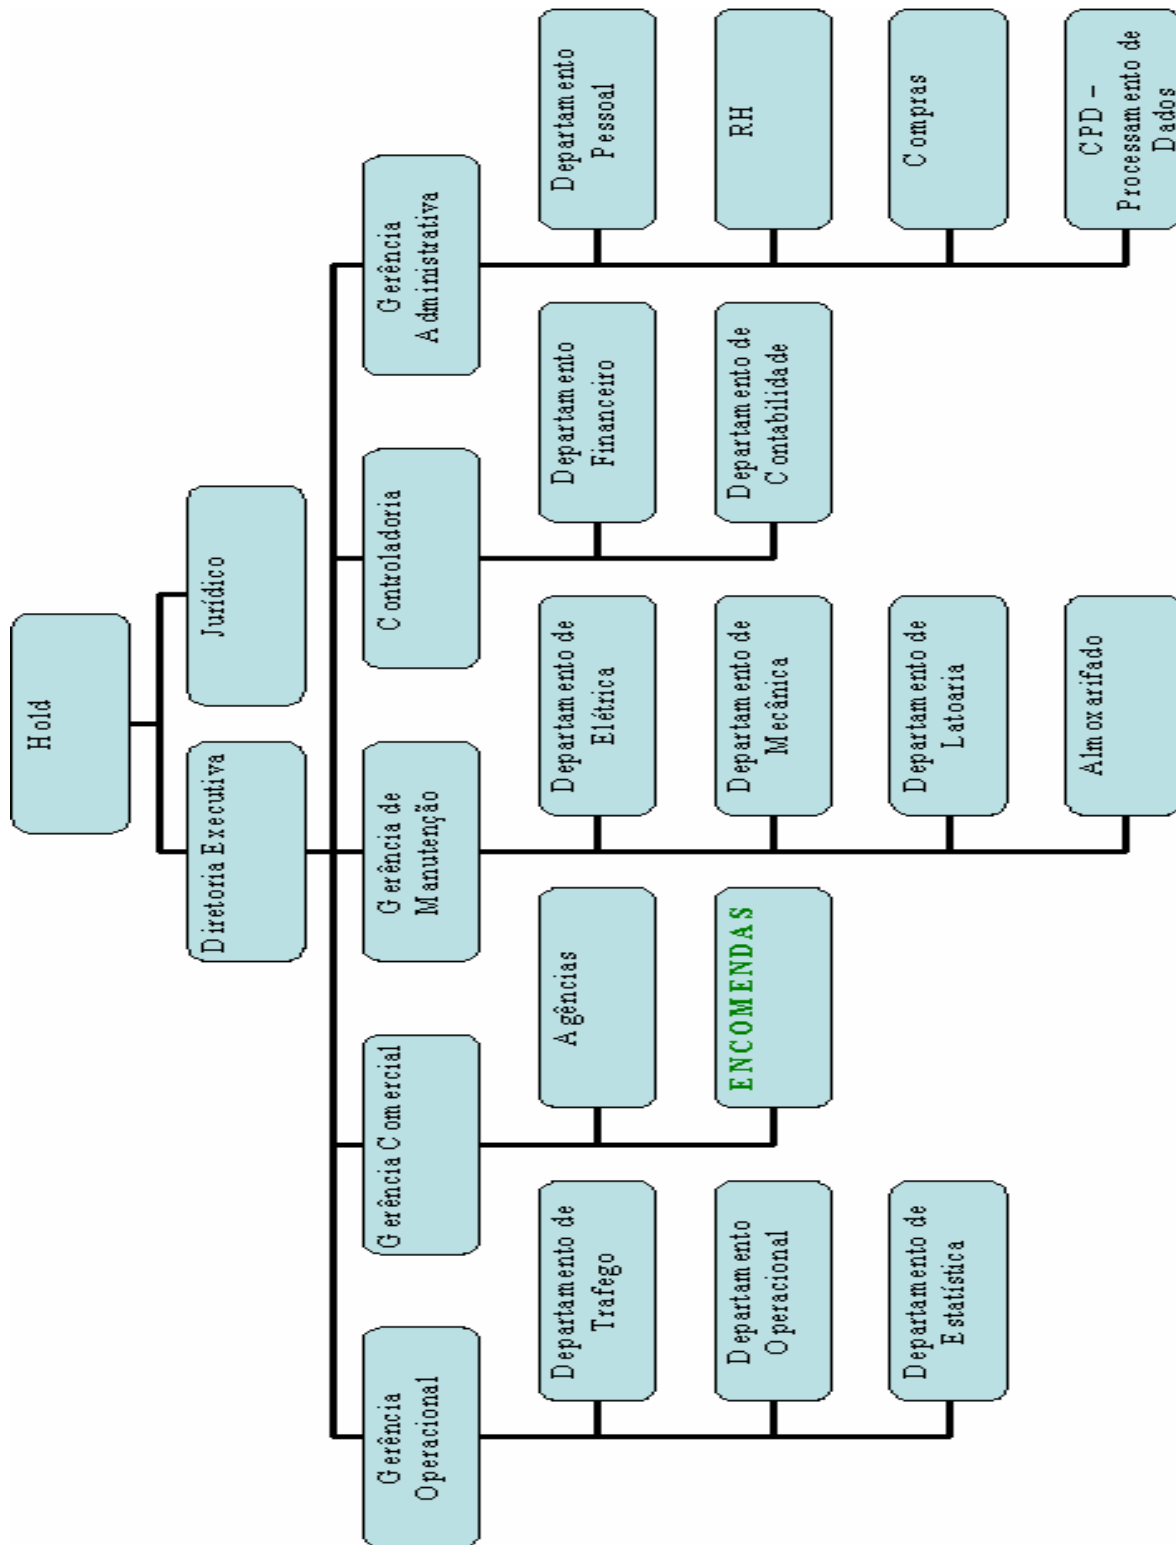 Hold
Diretoria Executiva
Jurídico
Gerência
Operacional
Gerência Comercial
Gerência de
Manutenção
Controladoria
Gerência
Administrativa
Departamento de
Trafego
Departamento
Operacional
Departamento de
Estatística
Agências
ENCOMENDAS
Departamento de
Elétrica
Departamento de
Mecânica
Departamento de
Latoaria
Almoxarifado
Departamento
Financeiro
Departamento de
Contabilidade
Departamento
Pessoal
RH
Compras
CPD –
Processamento de
Dados